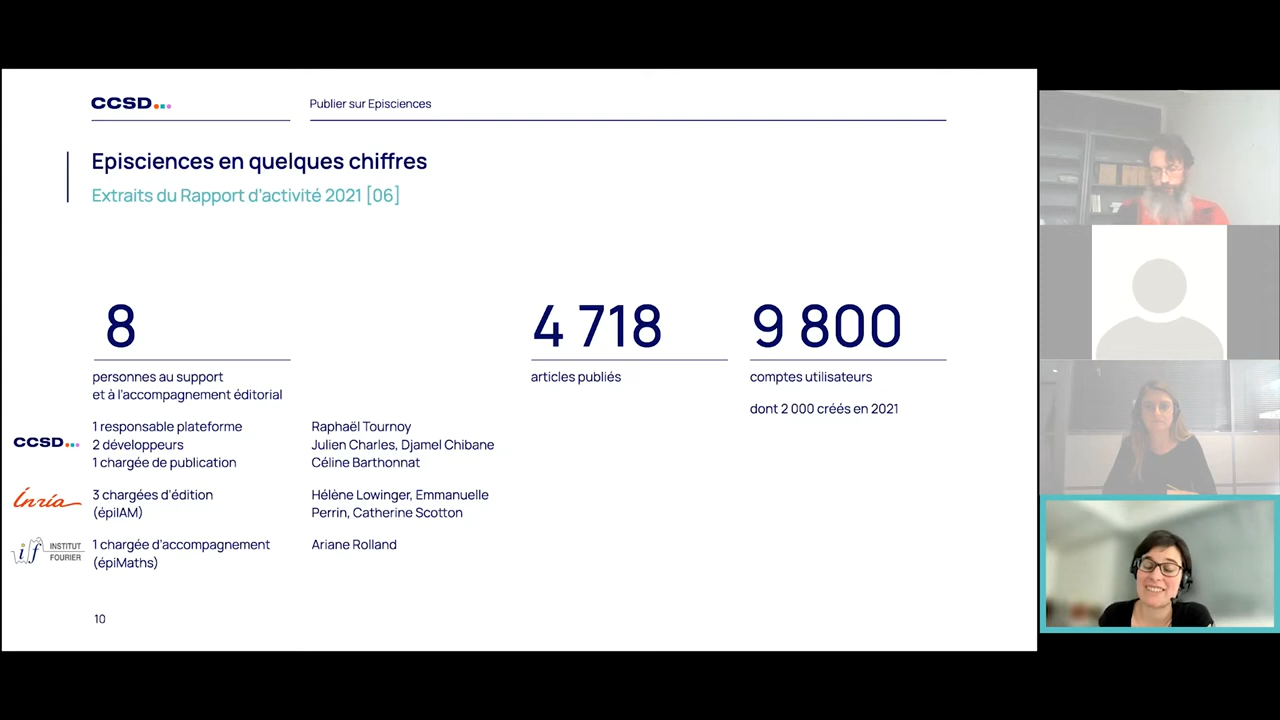 CCSD
Publier sur Episciences
Episciences en quelques chiffres
Extraits du Rapport d'activité 2021 [06]
8
personnes au support
et à l'accompagnement éditorial
4 718
articles publiés
9 800
comptes utilisateurs
dont 2 000 créés en 2021
CCSD
1 responsable plateforme
2 développeurs
1 chargée de publication
Raphaël Tournoy
Julien Charles, Djamel Chibane
Céline Barthonnat
Inria
3 chargées d'édition
(épiIAM)
Hélène Lowinger, Emmanuelle
Perrin, Catherine Scotton
if INSTITUT
FOURIER
1 chargée d'accompagnement
(épiMaths)
Ariane Rolland
10